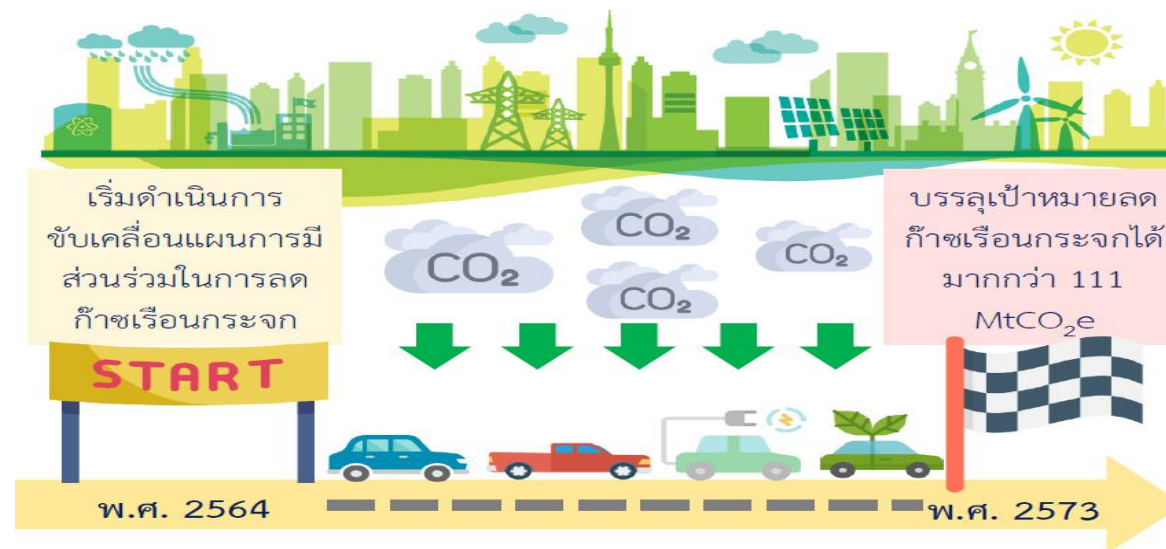 เริ่มดำเนินการ
ขับเคลื่อนแผนการมี
ส่วนร่วมในการลด
ก๊าซเรือนกระจก
START
พ.ศ. 2564
CO₂
CO₂
CO₂
CO₂
บรรลุเป้าหมายลด
ก๊าซเรือนกระจกได้
มากกว่า 111
MtCO₂e
พ.ศ. 2573